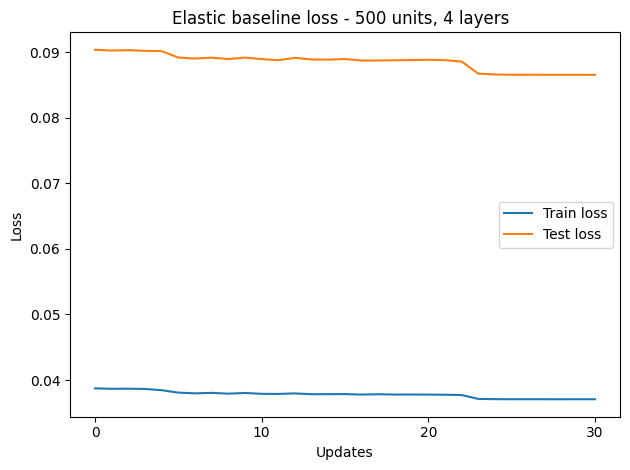 Elastic baseline loss - 500 units, 4 layers
0.09
0.08
0.07
0.06
0.05
0.04
Loss
Train loss
Test loss
0
10
20
30
Updates